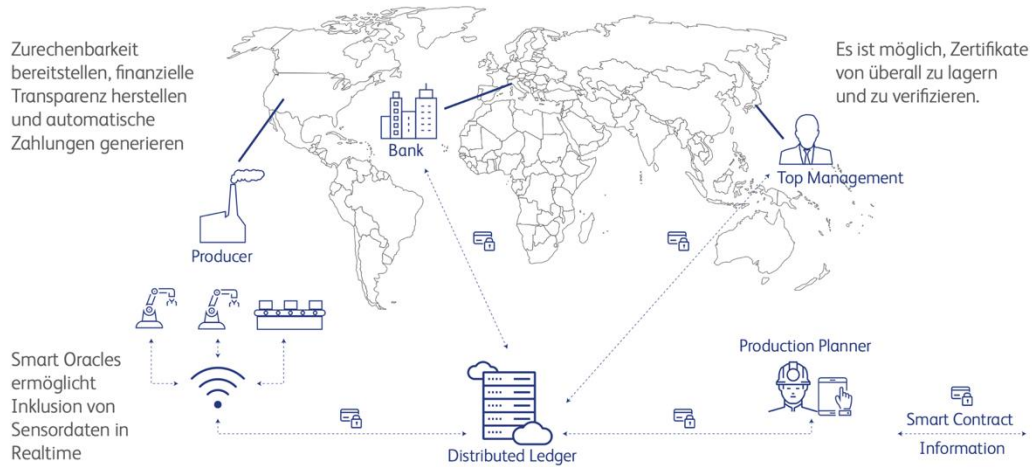 Zurechenbarkeit
bereitstellen, finanzielle
Transparenz herstellen
und automatische
Zahlungen generieren
Es ist möglich, Zertifikate
von überall zu lagern
und zu verifizieren.
Bank
Top Management
Producer
Smart Oracles
ermöglicht
Inklusion von
Sensordaten in
Realtime
Production Planner
Smart Contract
Information
Distributed Ledger